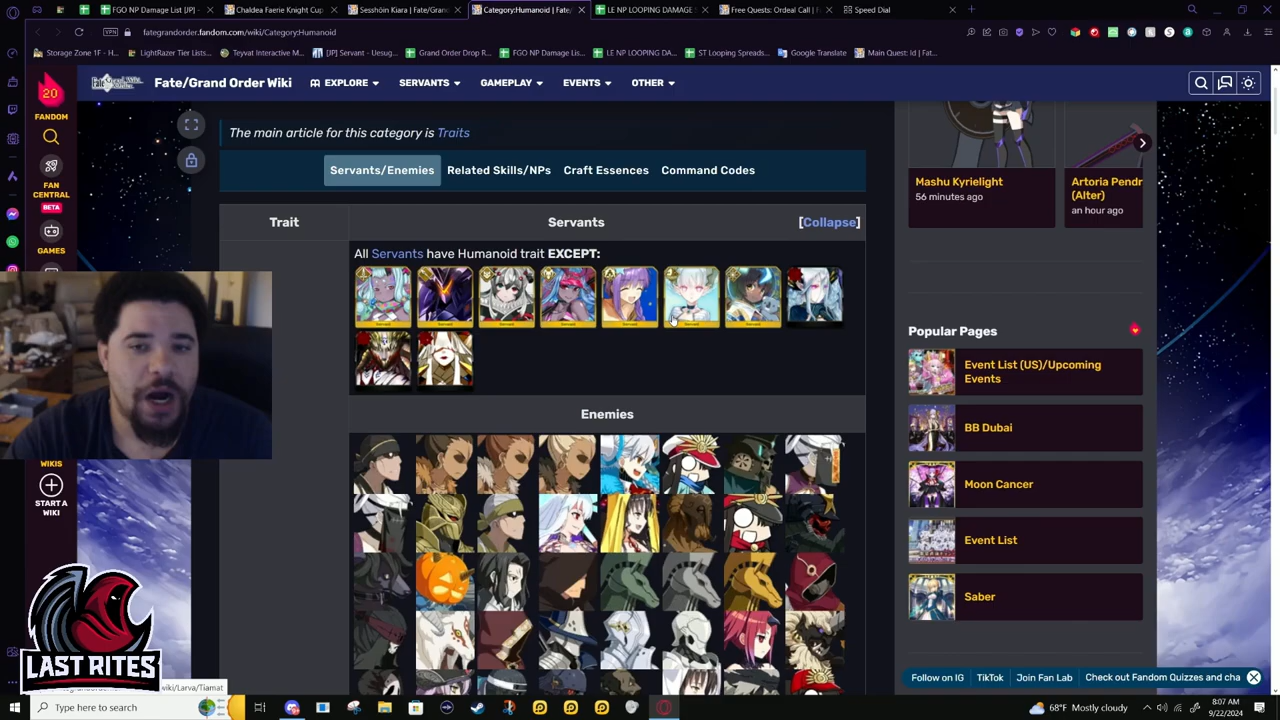 FGO NP Damage List [JP] -
Chaldea Faerie Knight Cup
Sesshōin Kiara | Fate/Grand
Category:Humanoid | Fate/
LE NP LOOPING DAMAGE
Free Quests: Ordeal Call |
Speed Dial
VPN
fategrandorder.fandom.com/wiki/Category:Humanoid
Storage Zone 1F - H...
LightRazer Tier Lists...
Teyvat Interactive M...
[JP] Servant - Uesug...
Grand Order Drop R...
FGO NP Damage Lis...
LE NP LOOPING DA...
ST Looping Spreads...
Google Translate
Main Quest: Id | Fat...
20
FANDOM
FAN
CENTRAL
BETA
GAMES
WIKIS
START A
WIKI
Fate/Grand Order Wiki
EXPLORE
SERVANTS
GAMEPLAY
EVENTS
OTHER
The main article for this category is Traits
Servants/Enemies
Related Skills/NPs
Craft Essences
Command Codes
Trait
Servants
[Collapse]
All Servants have Humanoid trait EXCEPT:
Enemies
Mashu Kyrielight
56 minutes ago
Artoria Pendr
(Alter)
an hour ago
Popular Pages
Event List (US)/Upcoming
Events
BB Dubai
Moon Cancer
Event List
Saber
LAST RITES
wiki/Larva/Tiamat
Follow on IG
TikTok
Join Fan Lab
Check out Fandom Quizzes and cha
Type here to search
68°F Mostly cloudy
8:07 AM
9/22/2024